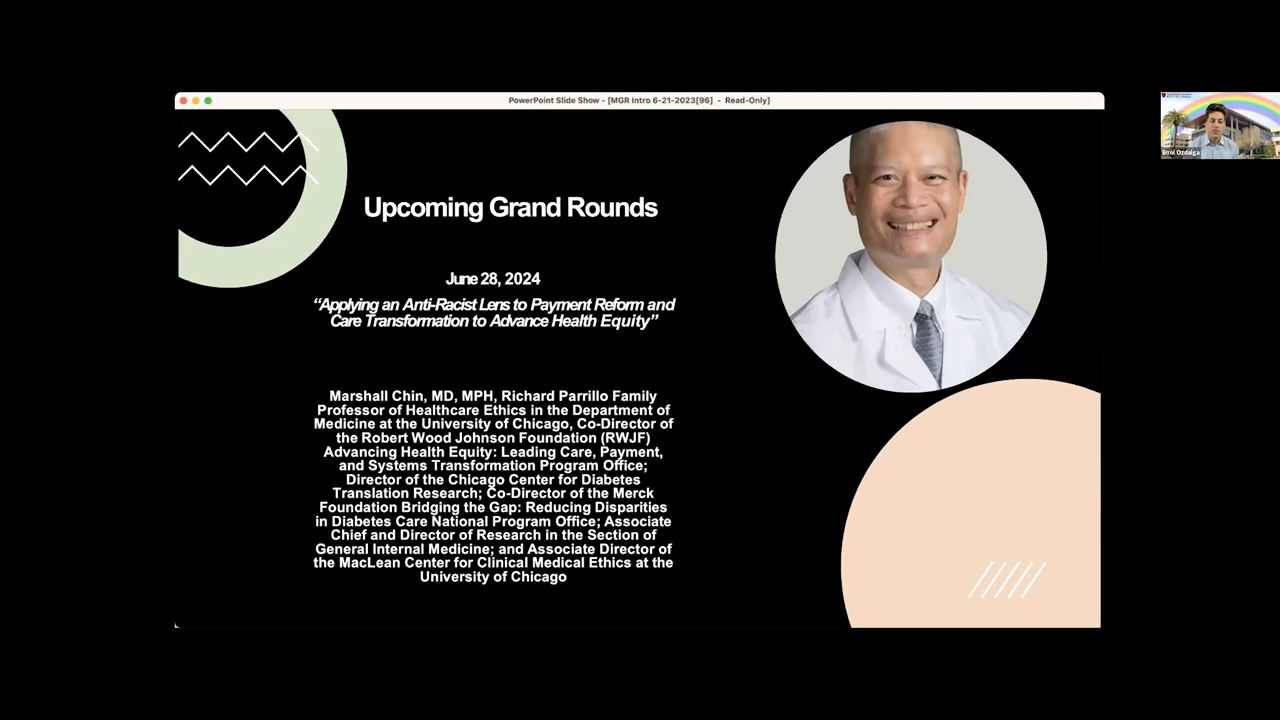 PowerPoint Slide Show - [MGR Intro 6-21-2023[96] - Read-Only]
Upcoming Grand Rounds
June 28, 2024
“Applying an Anti-Racist Lens to Payment Reform and
Care Transformation to Advance Health Equity”
Marshall Chin, MD, MPH, Richard Parrillo Family
Professor of Healthcare Ethics in the Department of
Medicine at the University of Chicago, Co-Director of
the Robert Wood Johnson Foundation (RWJF)
Advancing Health Equity: Leading Care, Payment,
and Systems Transformation Program Office;
Director of the Chicago Center for Diabetes
Translation Research; Co-Director of the Merck
Foundation Bridging the Gap: Reducing Disparities
in Diabetes Care National Program Office; Associate
Chief and Director of Research in the Section of
General Internal Medicine; and Associate Director of
the MacLean Center for Clinical Medical Ethics at the
University of Chicago
Errol Ozdalga